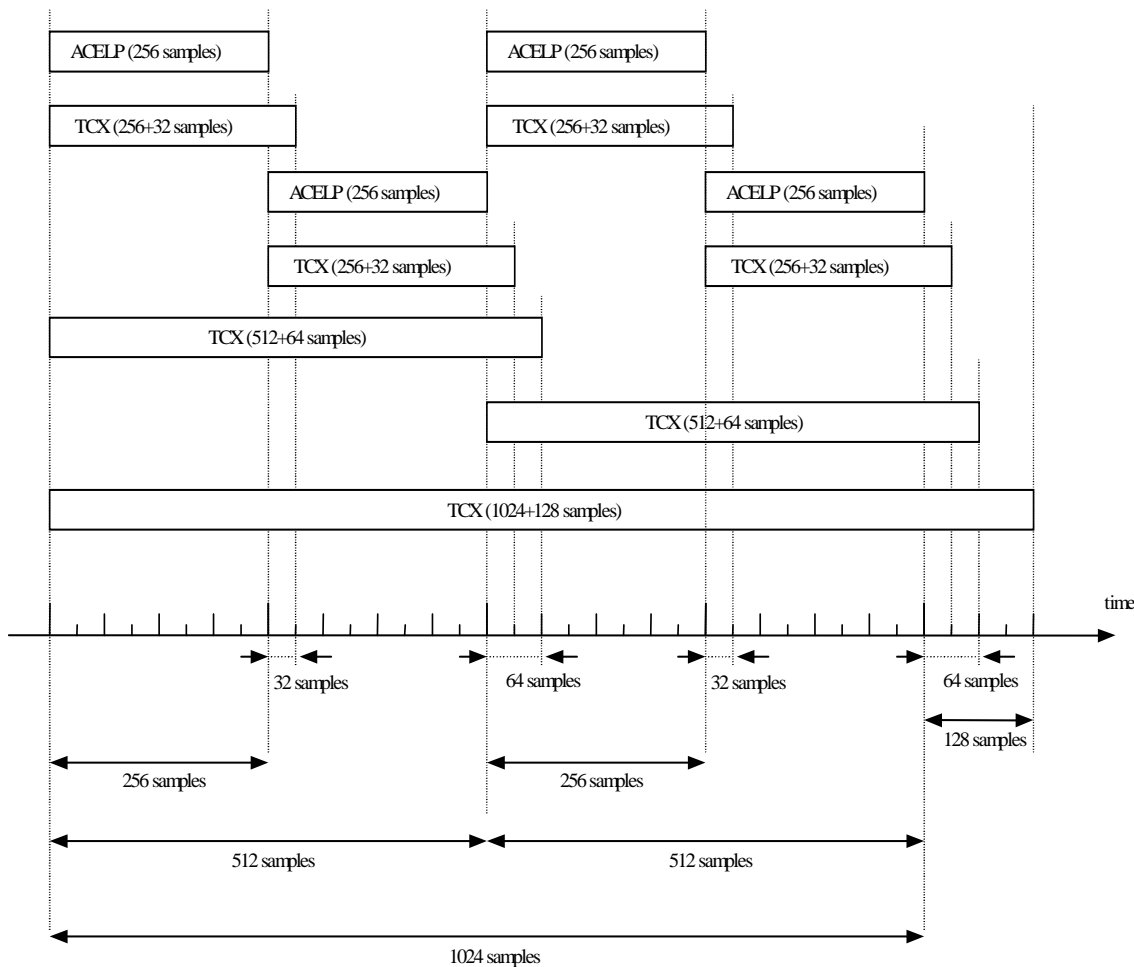 ACELP (256 samples)
ACELP (256 samples)
TCX (256+32 samples)
TCX (256+32 samples)
ACELP (256 samples)
ACELP (256 samples)
TCX (256+32 samples)
TCX (256+32 samples)
TCX (512+64 samples)
TCX (512+64 samples)
TCX (1024+128 samples)
time
32 samples
64 samples
32 samples
64 samples
128 samples
256 samples
256 samples
512 samples
512 samples
1024 samples